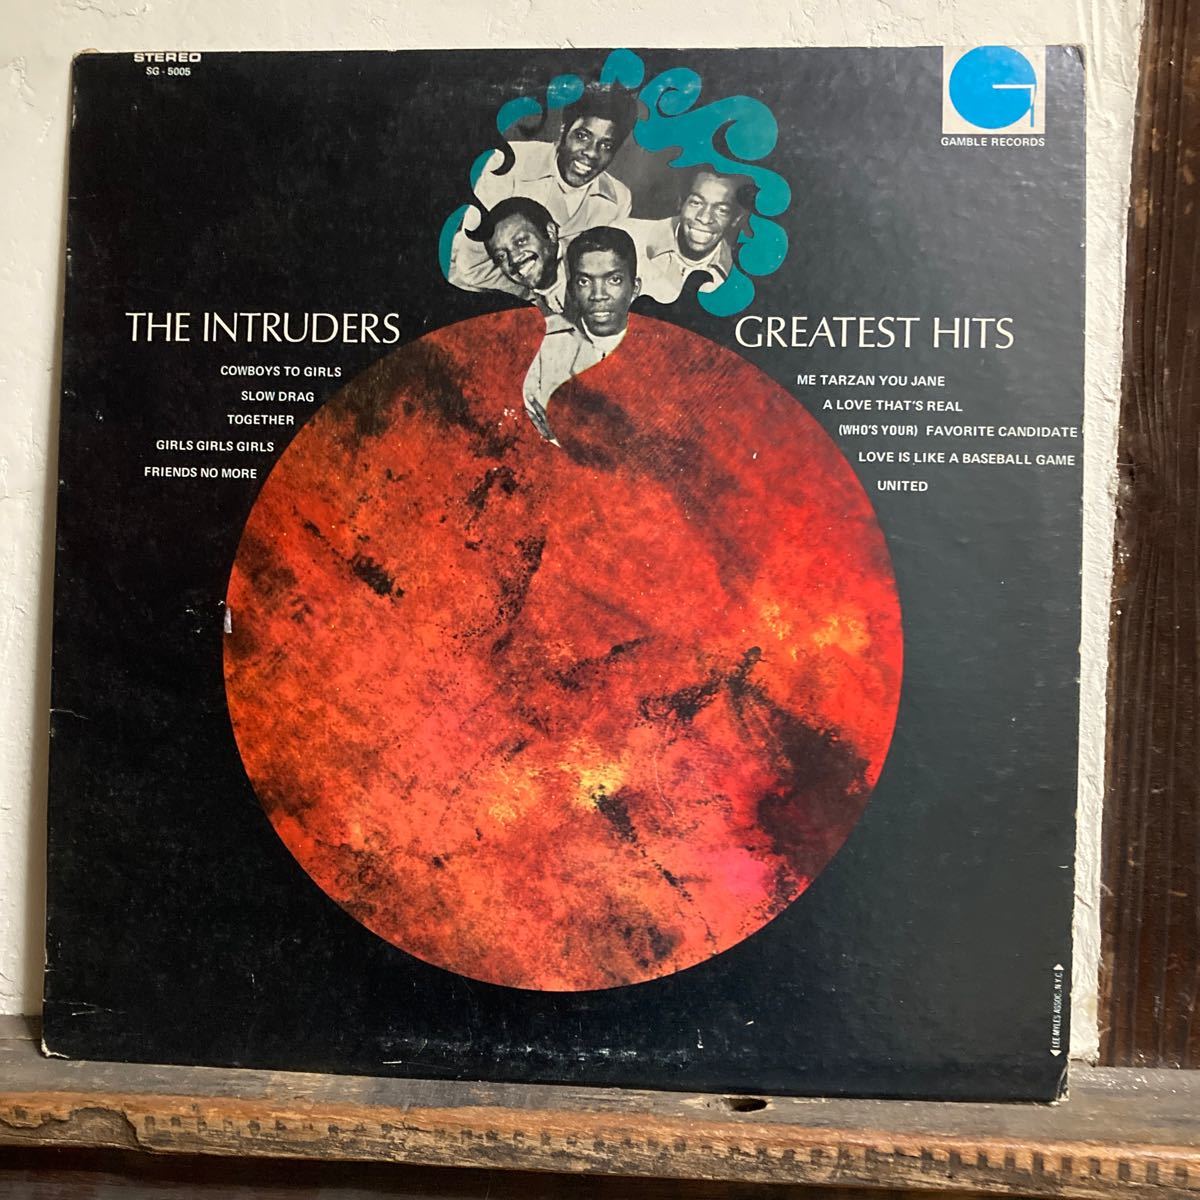 STEREO
SG - 5005
GAMBLE RECORDS
THE INTRUDERS
GREATEST HITS
COWBOYS TO GIRLS
SLOW DRAG
TOGETHER
GIRLS GIRLS GIRLS
FRIENDS NO MORE
ME TARZAN YOU JANE
A LOVE THAT'S REAL
(WHO'S YOUR) FAVORITE CANDIDATE
LOVE IS LIKE A BASEBALL GAME
UNITED
LEE MYLES ASSOC., N.Y.C.